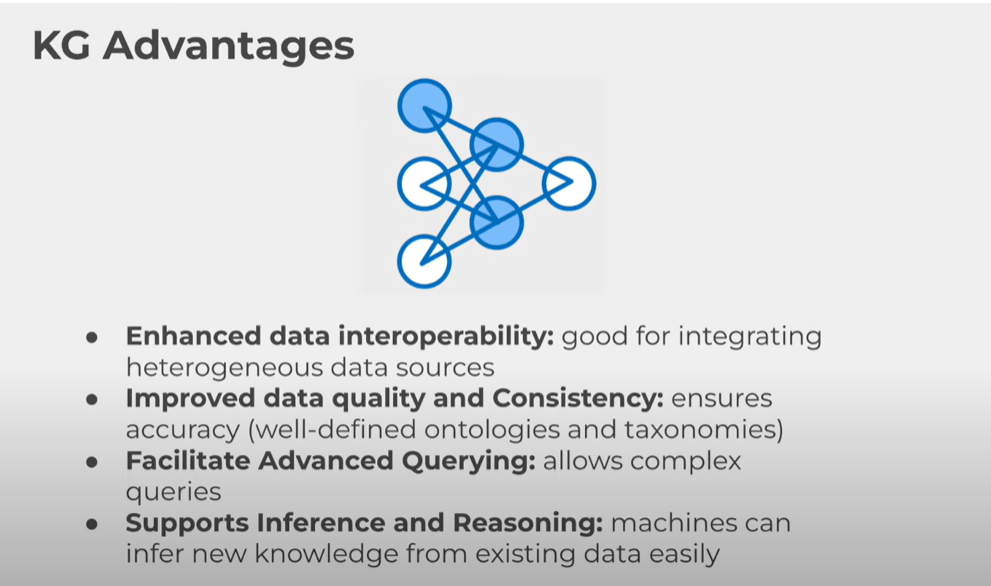 KG Advantages
● Enhanced data interoperability: good for integrating
heterogeneous data sources
● Improved data quality and Consistency: ensures
accuracy (well-defined ontologies and taxonomies)
● Facilitate Advanced Querying: allows complex
queries
● Supports Inference and Reasoning: machines can
infer new knowledge from existing data easily